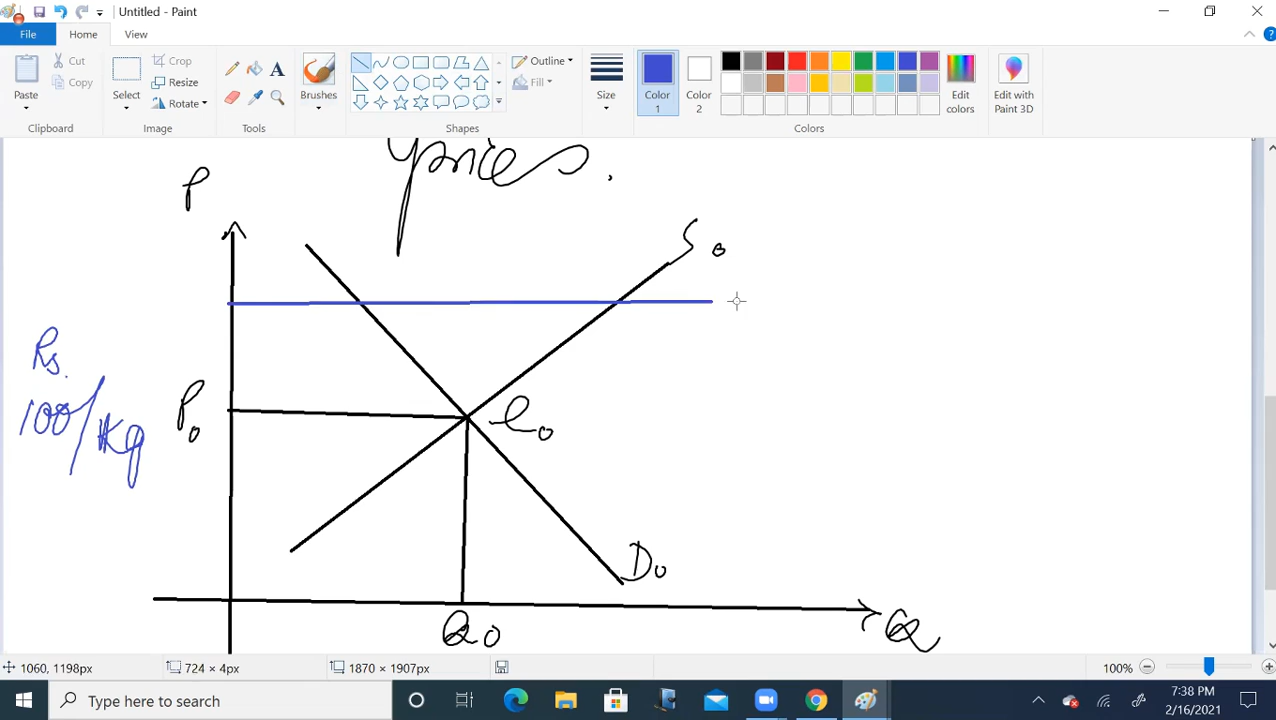 Untitled - Paint
File
Home
View
Cut
Crop
Outline
Paste
Copy
Select
Resize
Fill
Rotate
Brushes
Size
Color 1
Color 2
Edit colors
Edit with Paint 3D
Clipboard
Image
Tools
Shapes
Colors
prices.
P
S0
Rs.
100/kg
P0
e0
D0
Q0
Q
1060, 1198px
724 × 4px
1870 × 1907px
100%
Type here to search
7:38 PM
2/16/2021